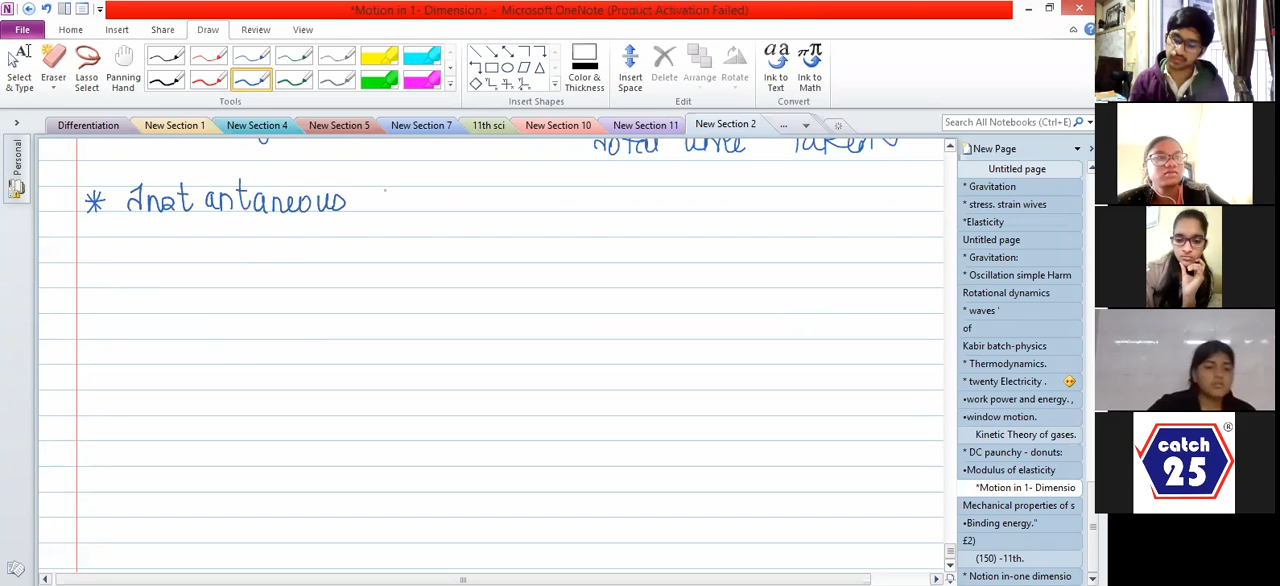 *Motion in 1- Dimension ; - Microsoft OneNote (Product Activation Failed)
File Home Insert Share Draw Review View
Select & Type
Eraser
Lasso Select
Panning Hand
Color & Thickness
Insert Space
Delete
Arrange
Rotate
Ink to Text
Ink to Math
Tools
Insert Shapes
Edit
Convert
Differentiation New Section 1 New Section 4 New Section 5 New Section 7 11th sci New Section 10 New Section 11 New Section 2 ...
Search All Notebooks (Ctrl+E)
Personal
Total time Taken
* Instantaneous
New Page
Untitled page
* Gravitation
* stress. strain wives
*Elasticity
Untitled page
* Gravitation:
* Oscillation simple Harm
Rotational dynamics
* waves '
of
Kabir batch-physics
* Thermodynamics.
* twenty Electricity .
•work power and energy. ,
•window motion.
Kinetic Theory of gases.
* DC paunchy - donuts:
•Modulus of elasticity
*Motion in 1- Dimensio
Mechanical properties of s
•Binding energy."
£2)
(150) -11th.
* Notion in-one dimensio
catch
25
®